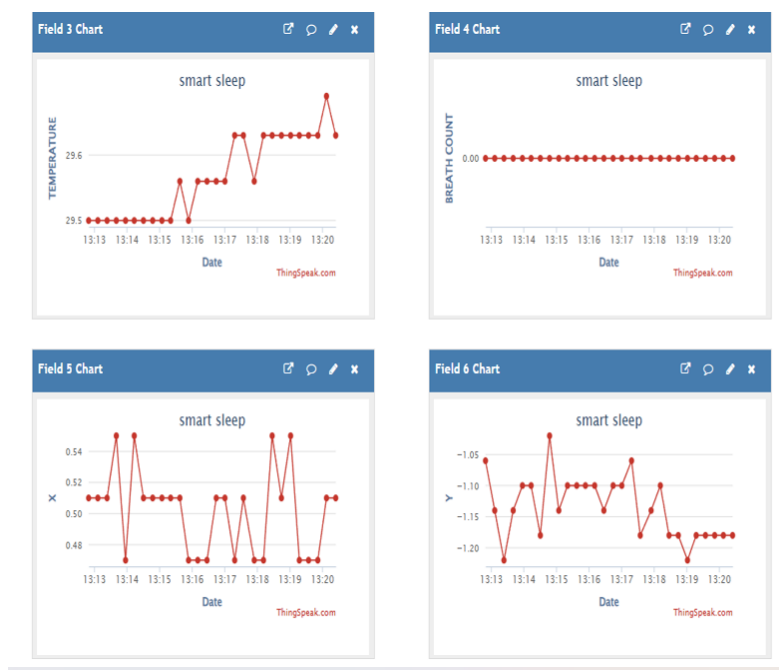 Field 3 Chart
smart sleep
TEMPERATURE
29.6
29.5
13:13 13:14 13:15 13:16 13:17 13:18 13:19 13:20
Date
ThingSpeak.com
Field 4 Chart
smart sleep
BREATH COUNT
0.00
13:13 13:14 13:15 13:16 13:17 13:18 13:19 13:20
Date
ThingSpeak.com
Field 5 Chart
smart sleep
X
0.54
0.52
0.50
0.48
13:13 13:14 13:15 13:16 13:17 13:18 13:19 13:20
Date
ThingSpeak.com
Field 6 Chart
smart sleep
Y
-1.05
-1.10
-1.15
-1.20
13:13 13:14 13:15 13:16 13:17 13:18 13:19 13:20
Date
ThingSpeak.com